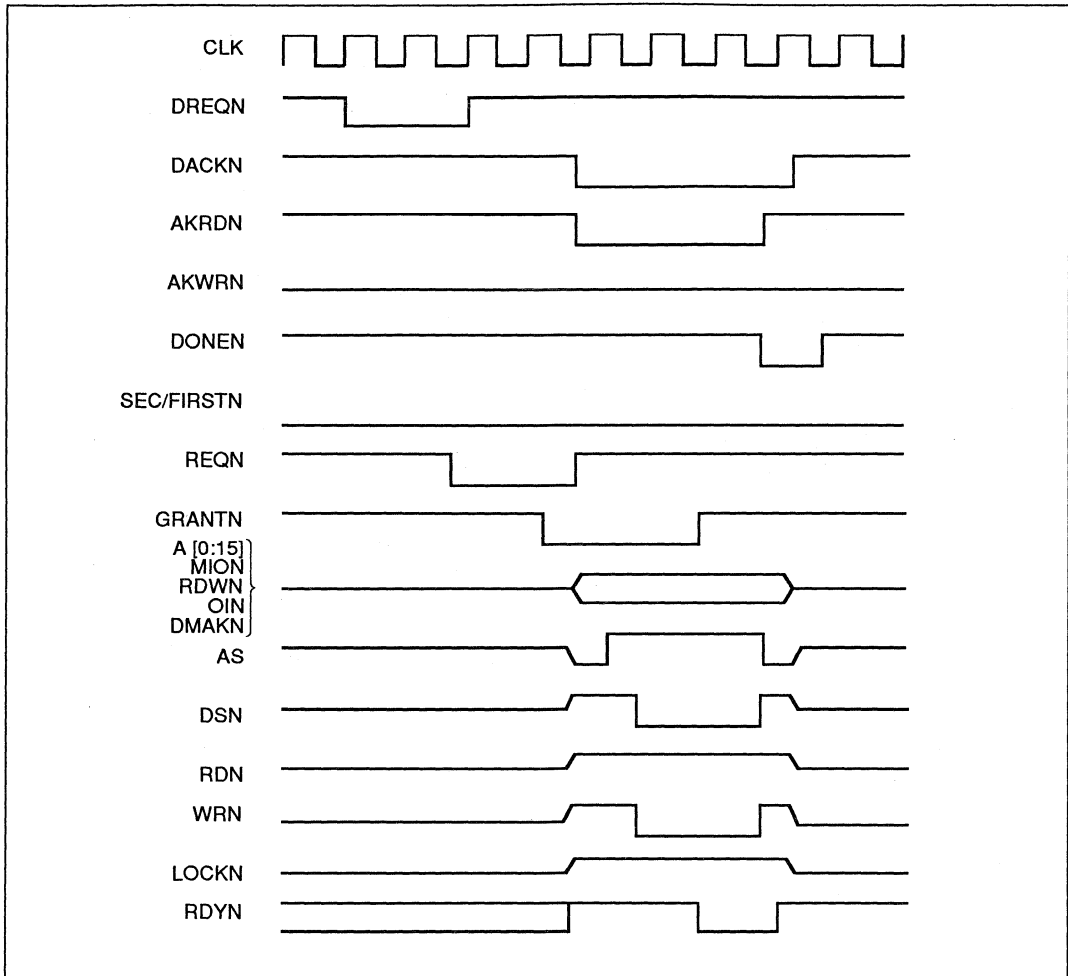 CLK
DREQN
DACKN
AKRDN
AKWRN
DONEN
SEC/FIRSTN
REQN
GRANTN
A [0:15]
MION
RDWN
OIN
DMAKN
AS
DSN
RDN
WRN
LOCKN
RDYN